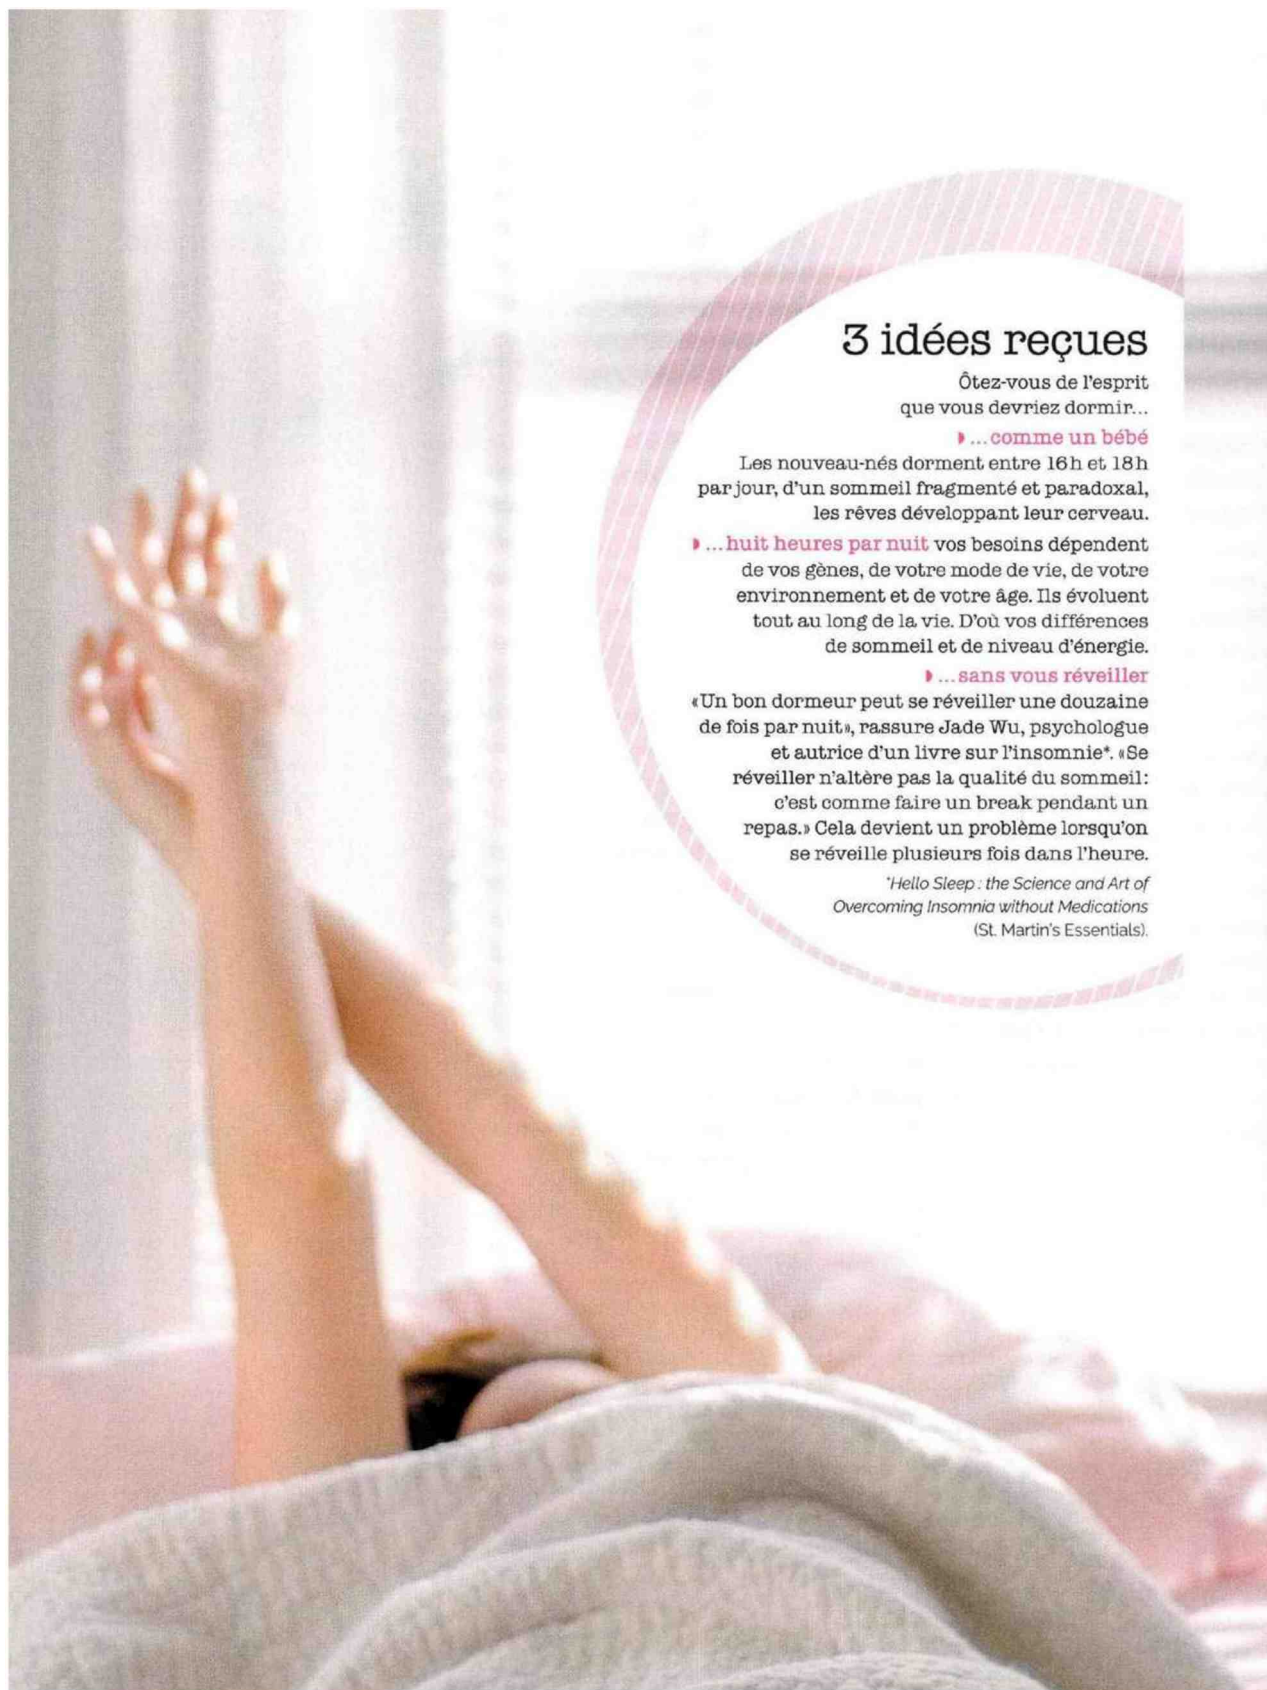 3 idées reçues
Ôtez-vous de l'esprit
que vous devriez dormir...
◗ ...comme un bébé
Les nouveau-nés dorment entre 16h et 18h
par jour, d'un sommeil fragmenté et paradoxal,
les rêves développant leur cerveau.
◗ ...huit heures par nuit vos besoins dépendent
de vos gènes, de votre mode de vie, de votre
environnement et de votre âge. Ils évoluent
tout au long de la vie. D'où vos différences
de sommeil et de niveau d'énergie.
◗ ...sans vous réveiller
«Un bon dormeur peut se réveiller une douzaine
de fois par nuit», rassure Jade Wu, psychologue
et autrice d'un livre sur l'insomnie*. «Se
réveiller n'altère pas la qualité du sommeil:
c'est comme faire un break pendant un
repas.» Cela devient un problème lorsqu'on
se réveille plusieurs fois dans l'heure.
*Hello Sleep : the Science and Art of
Overcoming Insomnia without Medications
(St. Martin's Essentials).